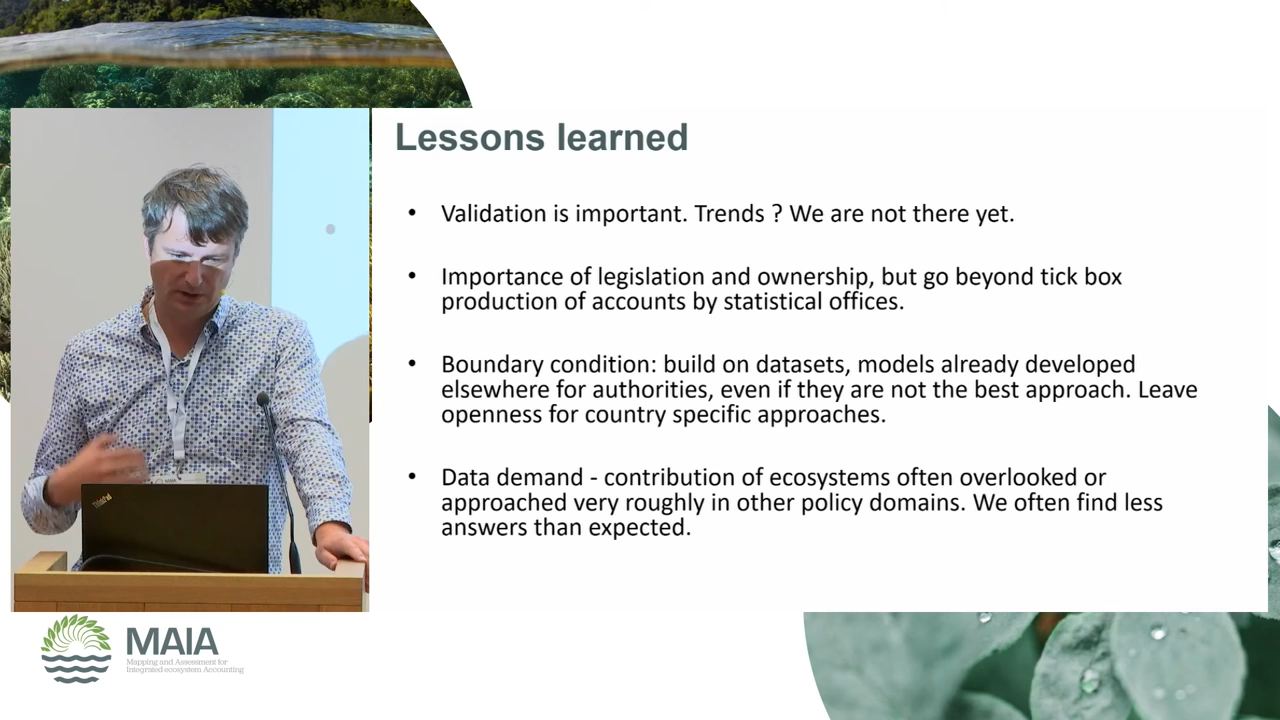 Lessons learned
• Validation is important. Trends ? We are not there yet.
• Importance of legislation and ownership, but go beyond tick box
production of accounts by statistical offices.
• Boundary condition: build on datasets, models already developed
elsewhere for authorities, even if they are not the best approach. Leave
openness for country specific approaches.
• Data demand - contribution of ecosystems often overlooked or
approached very roughly in other policy domains. We often find less
answers than expected.
ThinkPad
MAIA
Mapping and Assessment for
Integrated ecosystem Accounting